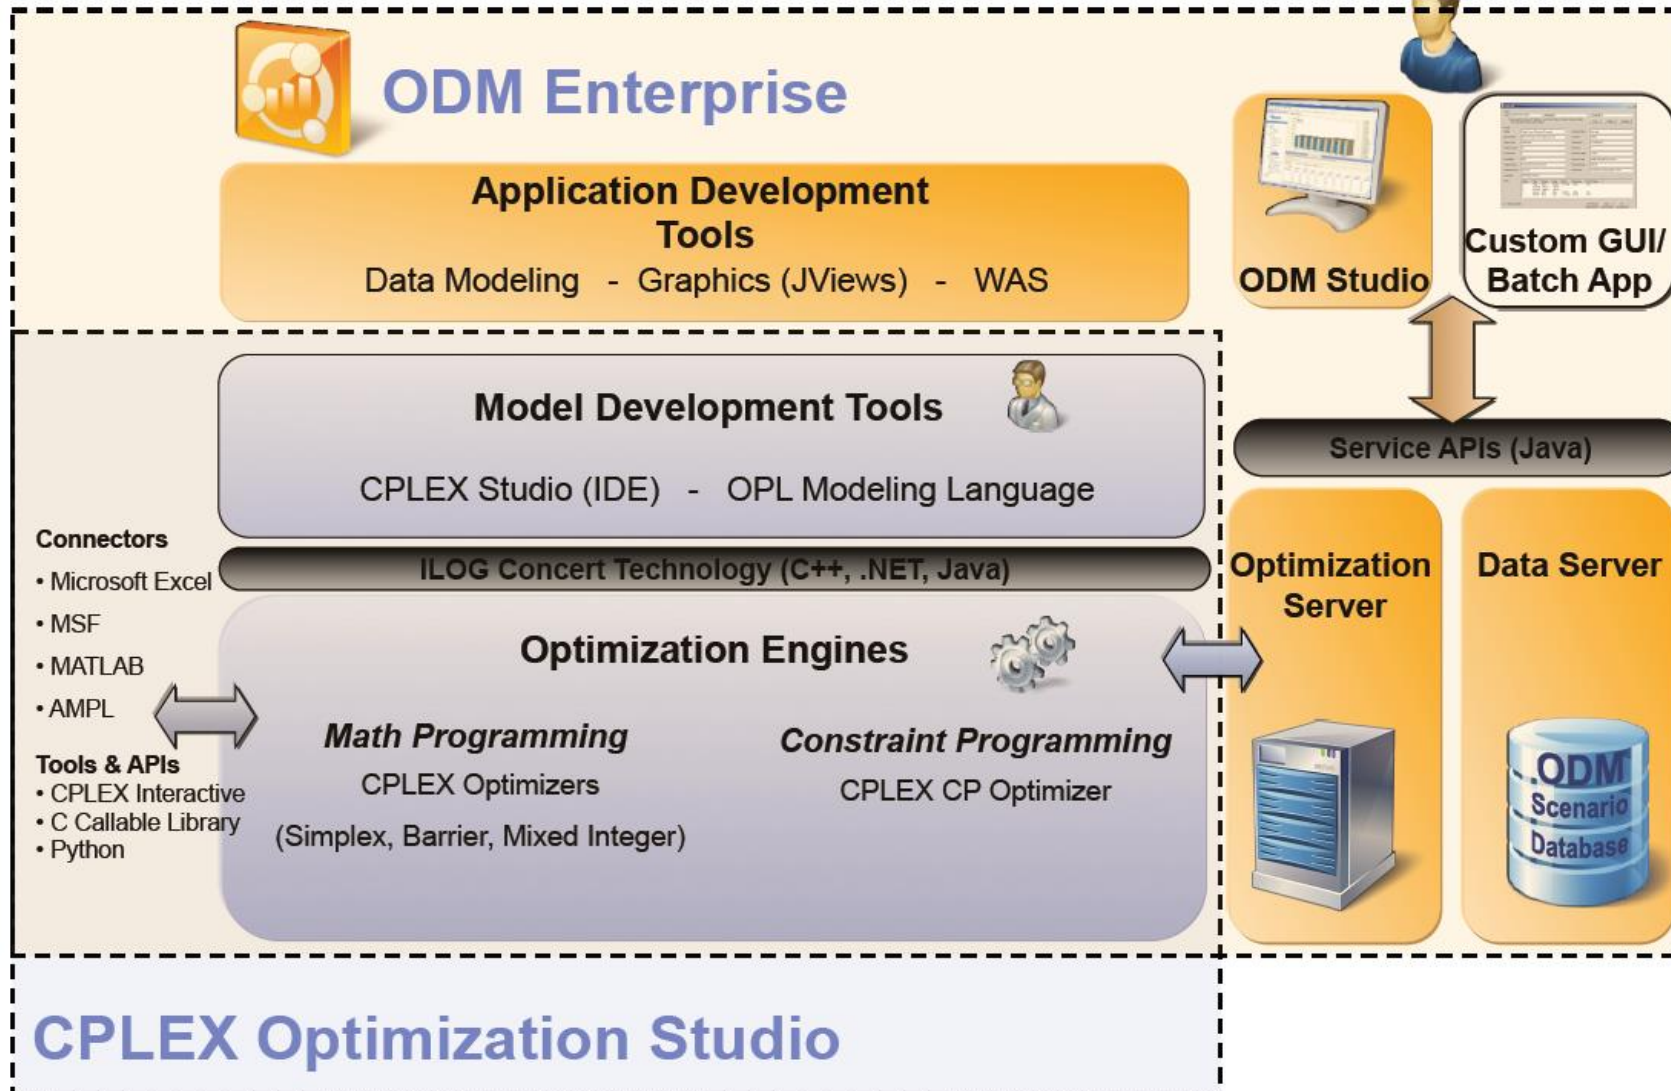 ODM Enterprise
Application Development
Tools
Data Modeling - Graphics (JViews) - WAS
ODM Studio
Custom GUI/
Batch App
Service APIs (Java)
Model Development Tools
CPLEX Studio (IDE) - OPL Modeling Language
ILOG Concert Technology (C++, .NET, Java)
Connectors
• Microsoft Excel
• MSF
• MATLAB
• AMPL
Tools & APIs
• CPLEX Interactive
• C Callable Library
• Python
Optimization Engines
Math Programming
CPLEX Optimizers
(Simplex, Barrier, Mixed Integer)
Constraint Programming
CPLEX CP Optimizer
Optimization
Server
Data Server
ODM
Scenario
Database
CPLEX Optimization Studio